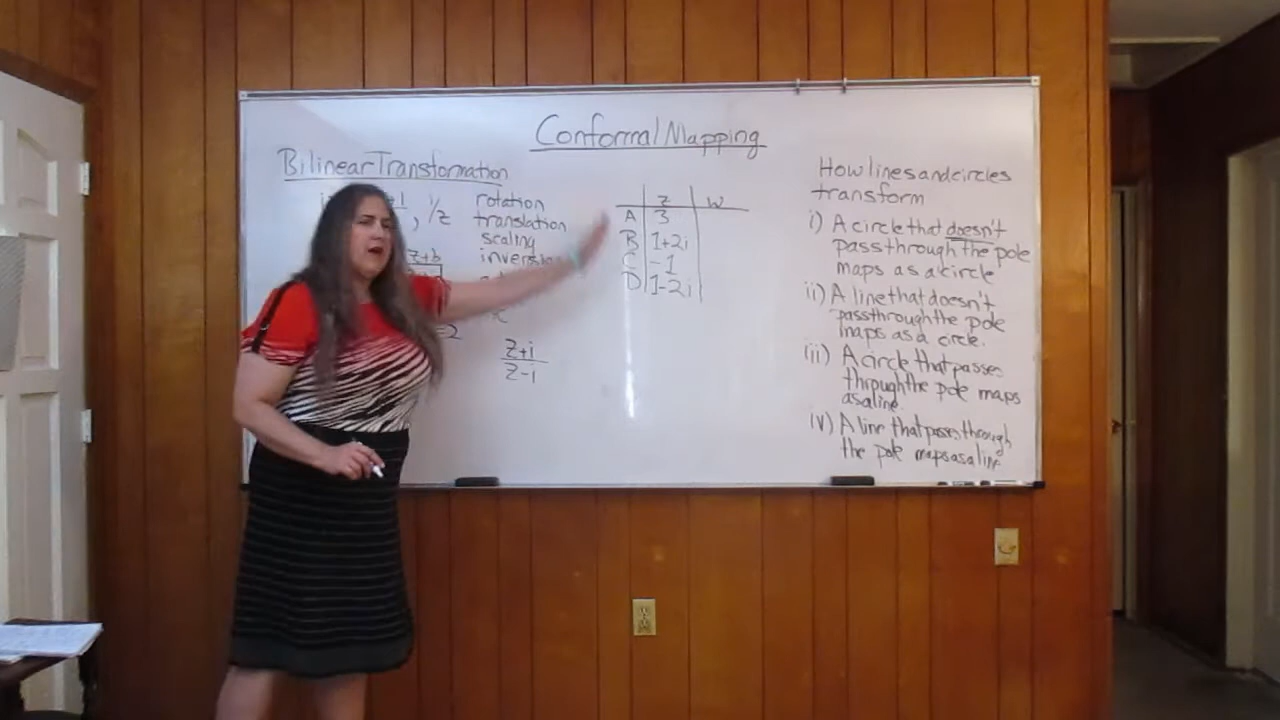 Conformal Mapping
Bilinear Transformation
, 1/z
z+b
=2
rotation
translation
scaling
z+i
z-i
z w
A 3
B 1+2i
C -1
D 1-2i
How lines and circles
transform
i) A circle that doesn't
pass through the pole
maps as a circle
ii) A line that doesn't
pass through the pole
maps as a circle.
iii) A circle that passes
through the pole maps
as a line.
iv) A line that passes through
the pole maps as a line